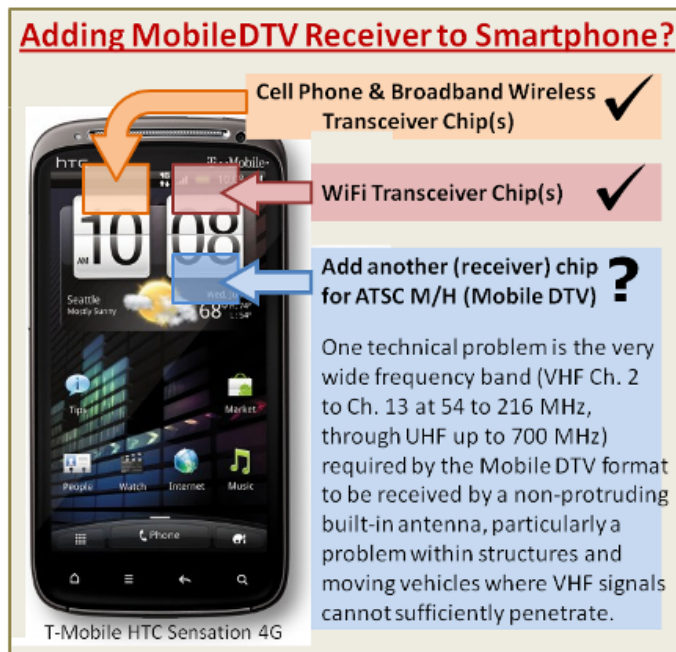 Adding MobileDTV Receiver to Smartphone?
Cell Phone & Broadband Wireless
Transceiver Chip(s)
WiFi Transceiver Chip(s)
Add another (receiver) chip
for ATSC M/H (Mobile DTV) ?
One technical problem is the very
wide frequency band (VHF Ch. 2
to Ch. 13 at 54 to 216 MHz,
through UHF up to 700 MHz)
required by the Mobile DTV format
to be received by a non-protruding
built-in antenna, particularly a
problem within structures and
moving vehicles where VHF signals
cannot sufficiently penetrate.
hTC
T··Mobile·
10 08
AM
Seattle
Mostly Sunny
68°
L:54°
Tips
Market
People
Watch
Internet
Music
Phone
T-Mobile HTC Sensation 4G